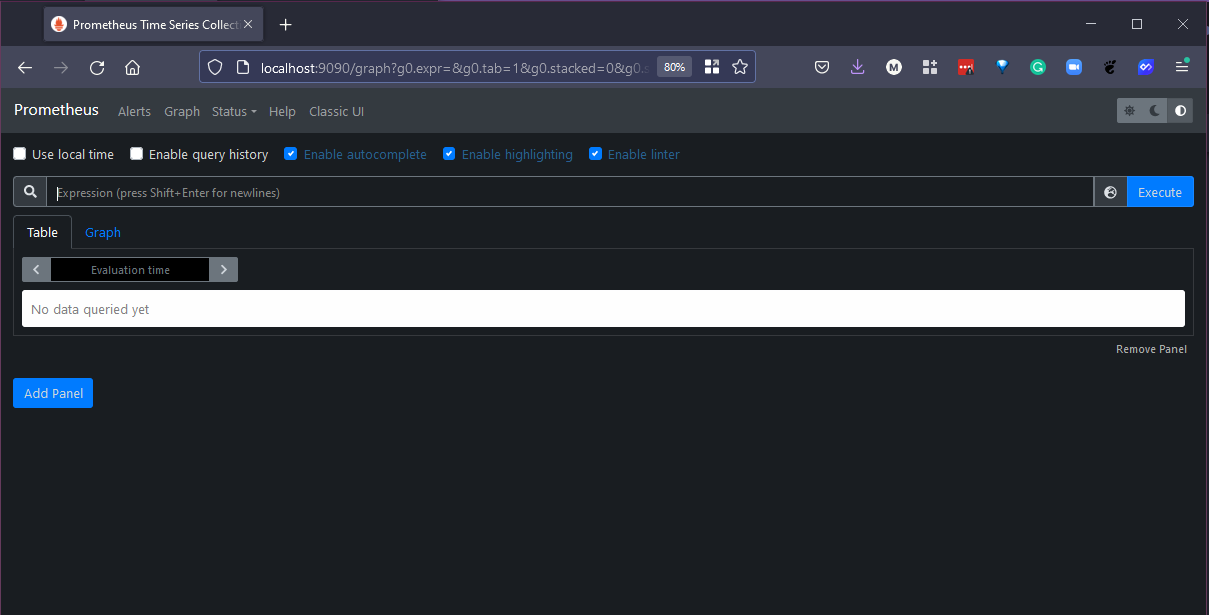 Prometheus Time Series Collect
localhost:9090/graph?g0.expr=&g0.tab=1&g0.stacked=0&g0. 80% M G
Prometheus Alerts Graph Status Help Classic UI
Use local time Enable query history Enable autocomplete Enable highlighting Enable linter
Expression (press Shift+Enter for newlines) Execute
Table Graph
Evaluation time
No data queried yet
Remove Panel
Add Panel